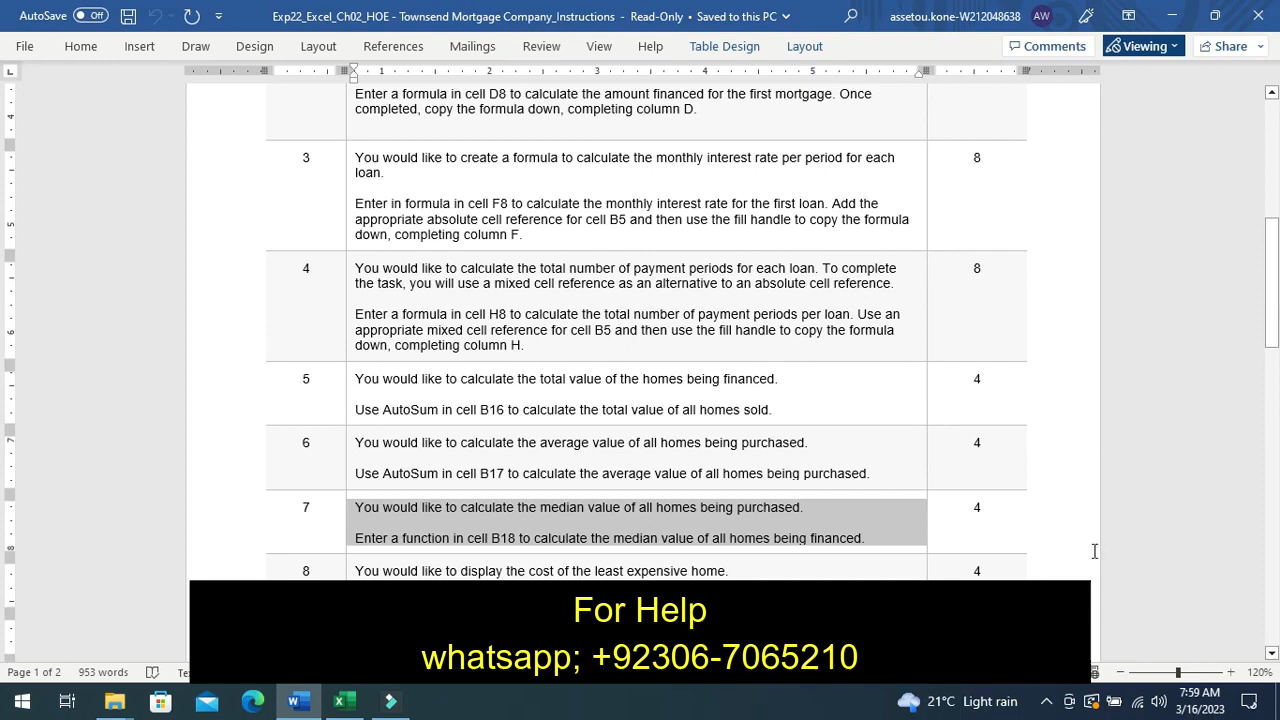 AutoSave Off Exp22_Excel_Ch02_HOE - Townsend Mortgage Company_Instructions - Read-Only • Saved to this PC assetou.kone-W212048638 AW
File Home Insert Draw Design Layout References Mailings Review View Help Table Design Layout Comments Viewing Share
1 2 3 4 5
Enter a formula in cell D8 to calculate the amount financed for the first mortgage. Once
completed, copy the formula down, completing column D.
3 You would like to create a formula to calculate the monthly interest rate per period for each 8
loan.
Enter in formula in cell F8 to calculate the monthly interest rate for the first loan. Add the
appropriate absolute cell reference for cell B5 and then use the fill handle to copy the formula
down, completing column F.
4 You would like to calculate the total number of payment periods for each loan. To complete 8
the task, you will use a mixed cell reference as an alternative to an absolute cell reference.
Enter a formula in cell H8 to calculate the total number of payment periods per loan. Use an
appropriate mixed cell reference for cell B5 and then use the fill handle to copy the formula
down, completing column H.
5 You would like to calculate the total value of the homes being financed. 4
Use AutoSum in cell B16 to calculate the total value of all homes sold.
6 You would like to calculate the average value of all homes being purchased. 4
Use AutoSum in cell B17 to calculate the average value of all homes being purchased.
7 You would like to calculate the median value of all homes being purchased. 4
Enter a function in cell B18 to calculate the median value of all homes being financed.
8 You would like to display the cost of the least expensive home. 4
For Help
whatsapp; +92306-7065210
Page 1 of 2 953 words 120%
21°C Light rain 7:59 AM
3/16/2023